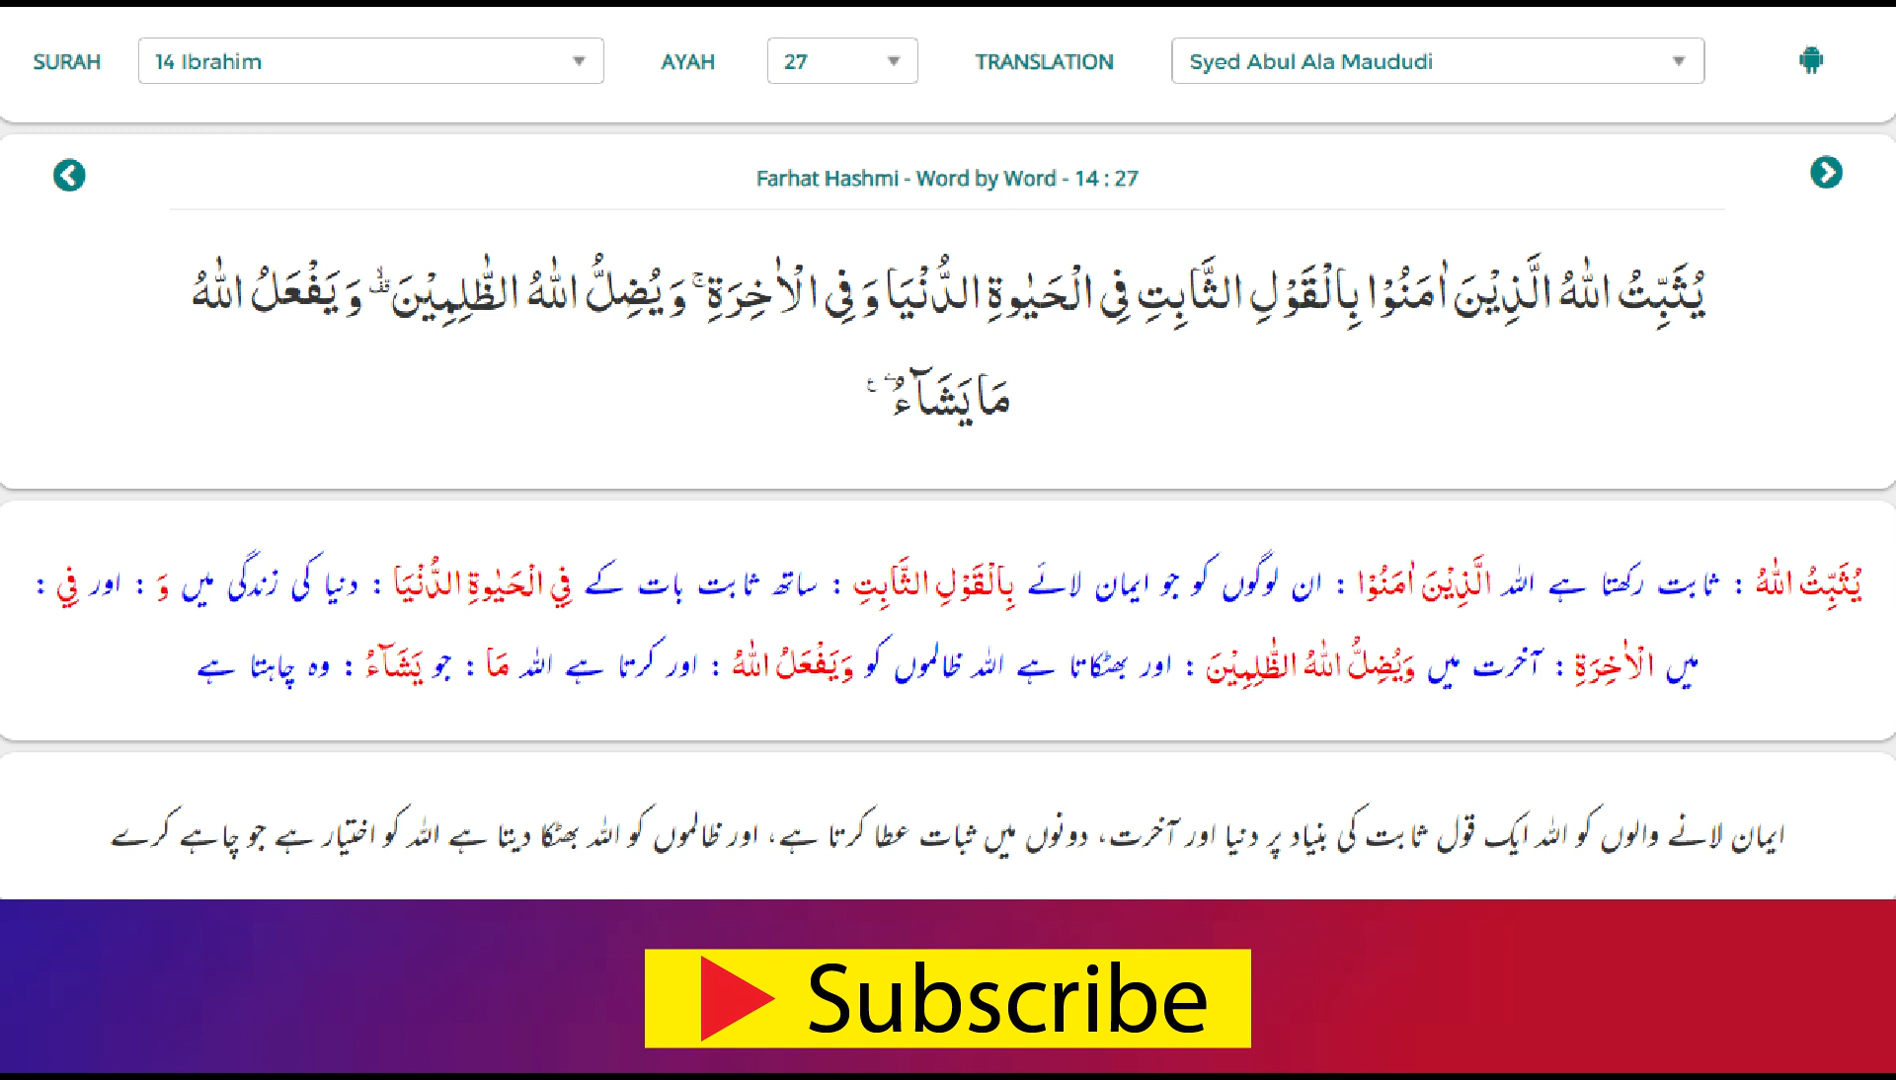 SURAH 14 Ibrahim AYAH 27 TRANSLATION Syed Abul Ala Maududi
Farhat Hashmi - Word by Word - 14 : 27
يُثَبِّتُ اللّٰهُ الَّذِيْنَ اٰمَنُوْا بِالْقَوْلِ الثَّابِتِ فِى الْحَيٰوةِ الدُّنْيَا وَ فِى الْاٰخِرَةِ ۚ وَ يُضِلُّ اللّٰهُ الظّٰلِمِيْنَ ۙ۫ وَ يَفْعَلُ اللّٰهُ
مَا يَشَآءُ ۠ ع
يُثَبِّتُ اللّٰهُ : ثابت رکھتا ہے اللہ الَّذِيْنَ اٰمَنُوْا : ان لوگوں کو جو ایمان لائے بِالْقَوْلِ الثَّابِتِ : ساتھ ثابت بات کے فِي الْحَيٰوةِ الدُّنْيَا : دنیا کی زندگی میں وَ : اور فِي :
میں الْاٰخِرَةِ : آخرت میں وَيُضِلُّ اللّٰهُ الظّٰلِمِيْنَ : اور بھٹکاتا ہے اللہ ظالموں کو وَيَفْعَلُ اللّٰهُ : اور کرتا ہے اللہ مَا : جو يَشَآءُ : وہ چاہتا ہے
ایمان لانے والوں کو اللہ ایک قول ثابت کی بنیاد پر دنیا اور آخرت، دونوں میں ثبات عطا کرتا ہے، اور ظالموں کو اللہ بھٹکا دیتا ہے اللہ کو اختیار ہے جو چاہے کرے
Subscribe